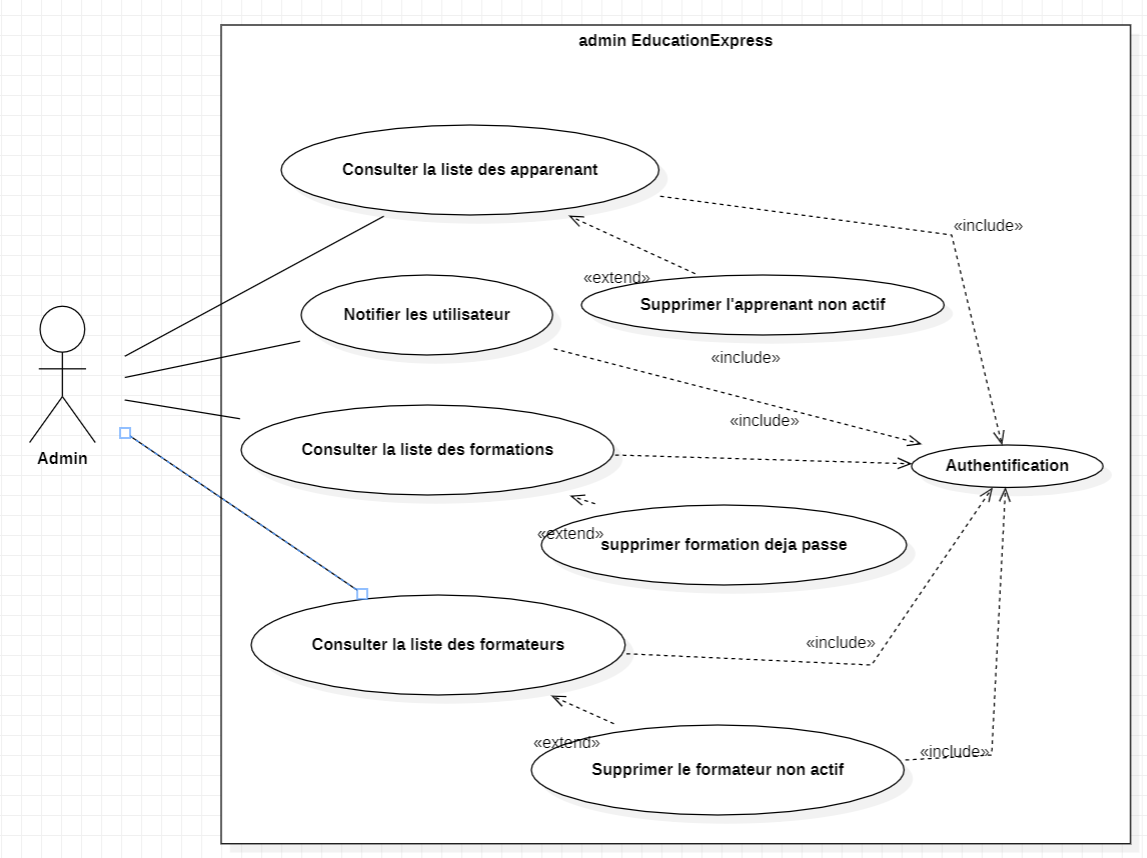 admin EducationExpress
Consulter la liste des apparenant
«include»
«extend»
Supprimer l'apprenant non actif
Notifier les utilisateur
«include»
«include»
Consulter la liste des formations
Authentification
Admin
«extend»
supprimer formation deja passe
Consulter la liste des formateurs
«include»
«extend»
«include»
Supprimer le formateur non actif